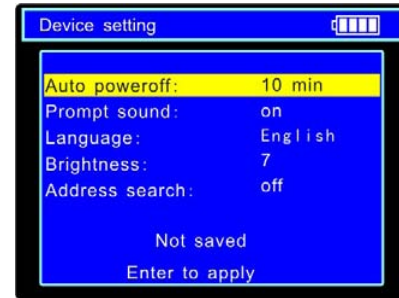 Device setting
Auto poweroff: 10 min
Prompt sound: on
Language: English
Brightness: 7
Address search: off
Not saved
Enter to apply